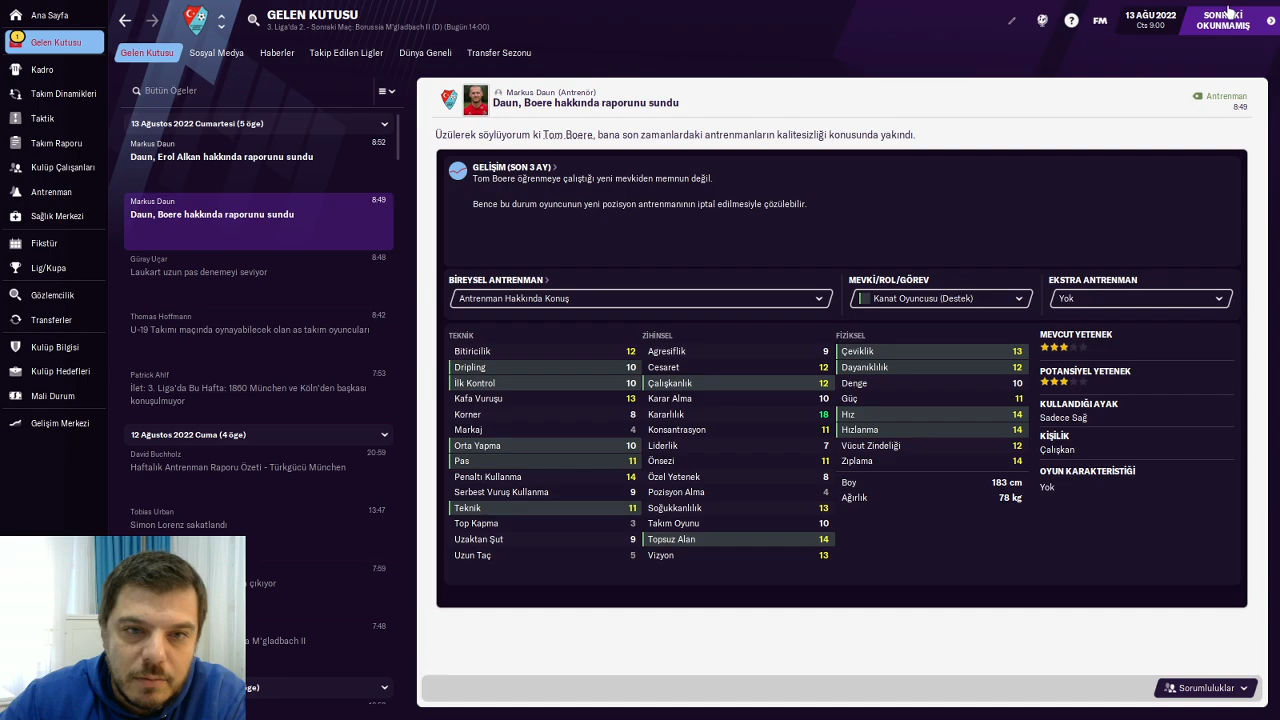 Ana Sayfa
Gelen Kutusu
1
Kadro
Takım Dinamikleri
Taktik
Takım Raporu
Kulüp Çalışanları
Antrenman
Sağlık Merkezi
Fikstür
Lig/Kupa
Gözlemcilik
Transferler
Kulüp Bilgisi
Kulüp Hedefleri
Mali Durum
Gelişim Merkezi
GELEN KUTUSU
3. Liga'da 2. - Sonraki Maç: Borussia M'gladbach II (D) (Bugün 14:00)
FM
13 AĞU 2022
Cts 9:00
SONRAKİ
OKUNMAMIŞ
Gelen Kutusu
Sosyal Medya
Haberler
Takip Edilen Ligler
Dünya Geneli
Transfer Sezonu
Bütün Ögeler
13 Ağustos 2022 Cumartesi (5 öge)
Markus Daun 8:52
Daun, Erol Alkan hakkında raporunu sundu
Markus Daun 8:49
Daun, Boere hakkında raporunu sundu
Güray Uçar 8:48
Laukart uzun pas denemeyi seviyor
Thomas Hoffmann 8:42
U-19 Takımı maçında oynayabilecek olan as takım oyuncuları
Patrick Ahlf 7:53
İlet: 3. Liga'da Bu Hafta: 1860 München ve Köln'den başkası
konuşulmuyor
12 Ağustos 2022 Cuma (4 öge)
David Buchholz 20:59
Haftalık Antrenman Raporu Özeti - Türkgücü München
Tobias Urban 13:47
Simon Lorenz sakatlandı
7:59
çıkıyor
7:48
a M'gladbach II
ge)
Markus Daun (Antrenör)
Daun, Boere hakkında raporunu sundu
Antrenman
8:49
Üzülerek söylüyorum ki Tom Boere, bana son zamanlardaki antrenmanların kalitesizliği konusunda yakındı.
GELİŞİM (SON 3 AY)
Tom Boere öğrenmeye çalıştığı yeni mevkiden memnun değil.
Bence bu durum oyuncunun yeni pozisyon antrenmanının iptal edilmesiyle çözülebilir.
BİREYSEL ANTRENMAN
Antrenman Hakkında Konuş
MEVKİ/ROL/GÖREV
Kanat Oyuncusu (Destek)
EKSTRA ANTRENMAN
Yok
TEKNİK
Bitiricilik 12
Dripling 10
İlk Kontrol 10
Kafa Vuruşu 13
Korner 8
Markaj 4
Orta Yapma 10
Pas 11
Penaltı Kullanma 14
Serbest Vuruş Kullanma 9
Teknik 11
Top Kapma 3
Uzaktan Şut 9
Uzun Taç 5
ZİHİNSEL
Agresiflik 9
Cesaret 12
Çalışkanlık 12
Karar Alma 10
Kararlılık 18
Konsantrasyon 11
Liderlik 7
Önsezi 11
Özel Yetenek 8
Pozisyon Alma 4
Soğukkanlılık 13
Takım Oyunu 10
Topsuz Alan 14
Vizyon 13
FİZİKSEL
Çeviklik 13
Dayanıklılık 12
Denge 10
Güç 11
Hız 14
Hızlanma 14
Vücut Zindeliği 12
Zıplama 14
Boy 183 cm
Ağırlık 78 kg
MEVCUT YETENEK
POTANSİYEL YETENEK
KULLANDIĞI AYAK
Sadece Sağ
KİŞİLİK
Çalışkan
OYUN KARAKTERİSTİĞİ
Yok
Sorumluluklar